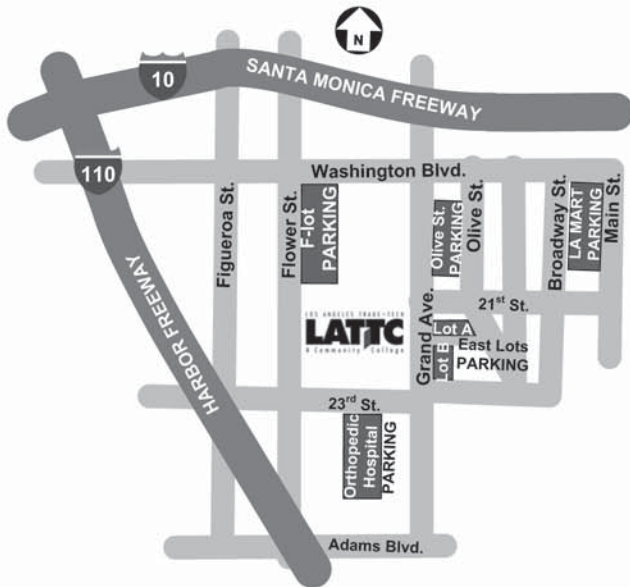 N
10
SANTA MONICA FREEWAY
110
Washington Blvd.
HARBOR FREEWAY
Figueroa St.
Flower St.
F-lot
PARKING
Grand Ave.
Olive St.
PARKING
Olive St.
Broadway St.
LA MART
PARKING
Main St.
21st St.
LOS ANGELES TRADE-TECH
LATTC
A Community College
Lot A
Lot B
East Lots
PARKING
23rd St.
Orthopedic
Hospital
PARKING
Adams Blvd.